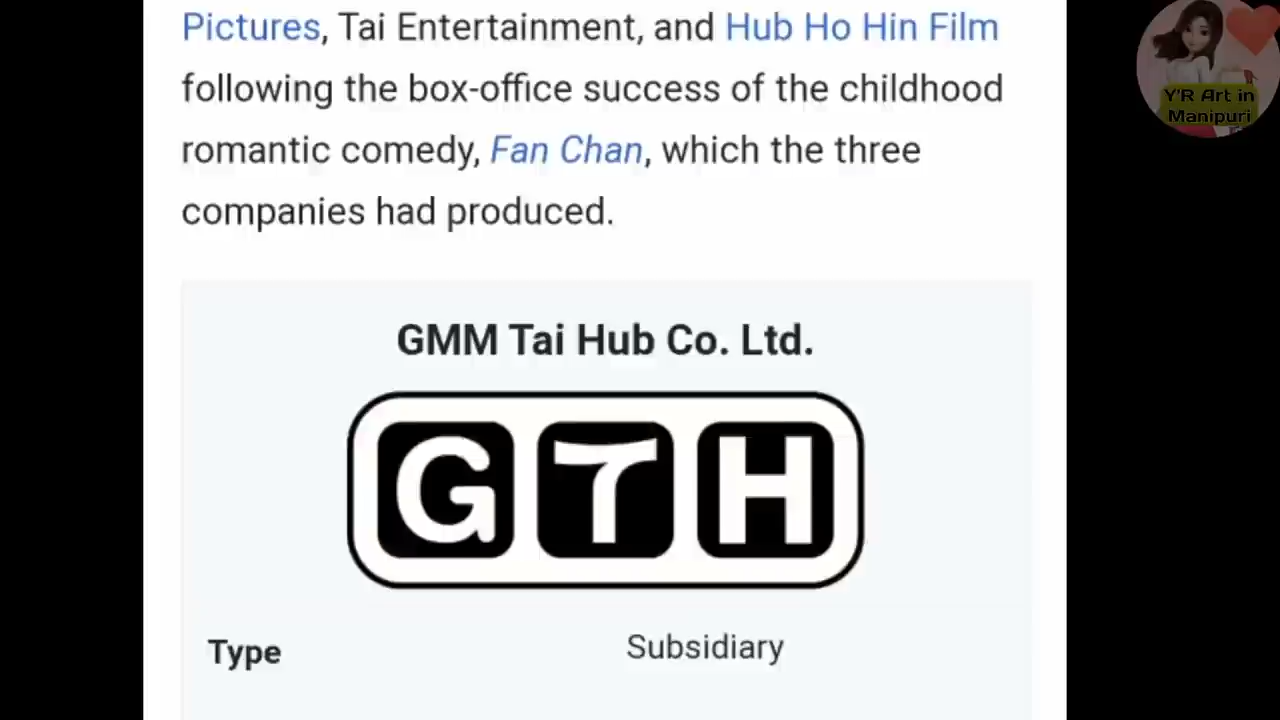 Pictures, Tai Entertainment, and Hub Ho Hin Film
following the box-office success of the childhood
romantic comedy, Fan Chan, which the three
companies had produced.
GMM Tai Hub Co. Ltd.
G T H
Type Subsidiary
Y'R Art in
Manipuri